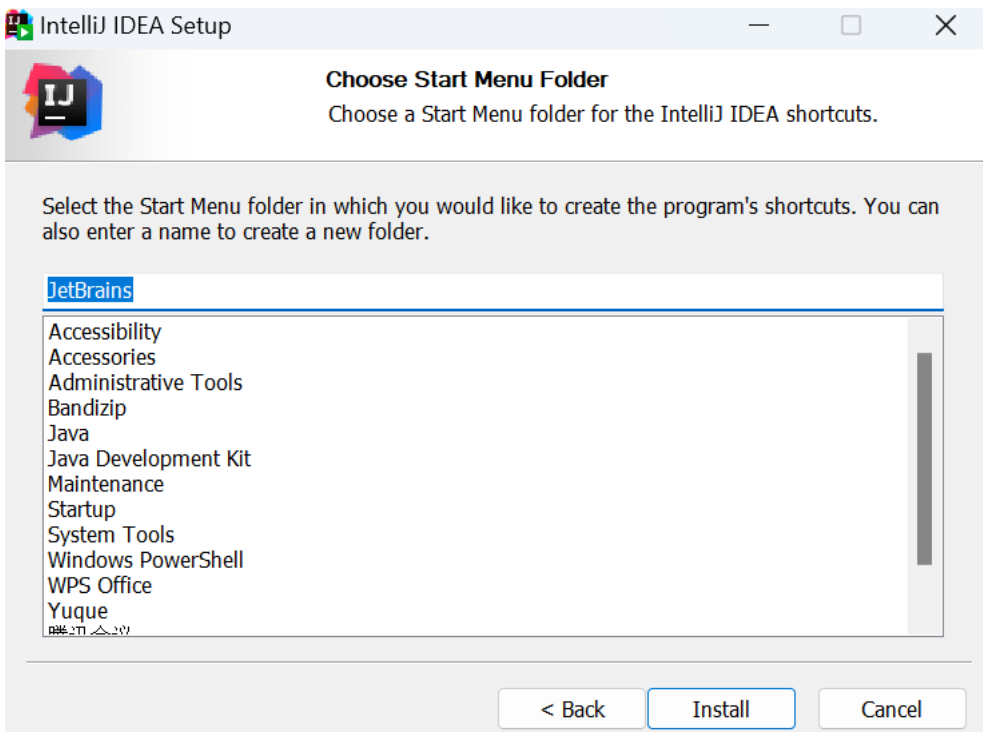 IntelliJ IDEA Setup
IJ
Choose Start Menu Folder
Choose a Start Menu folder for the IntelliJ IDEA shortcuts.
Select the Start Menu folder in which you would like to create the program's shortcuts. You can
also enter a name to create a new folder.
JetBrains
Accessibility
Accessories
Administrative Tools
Bandizip
Java
Java Development Kit
Maintenance
Startup
System Tools
Windows PowerShell
WPS Office
Yuque
< Back
Install
Cancel